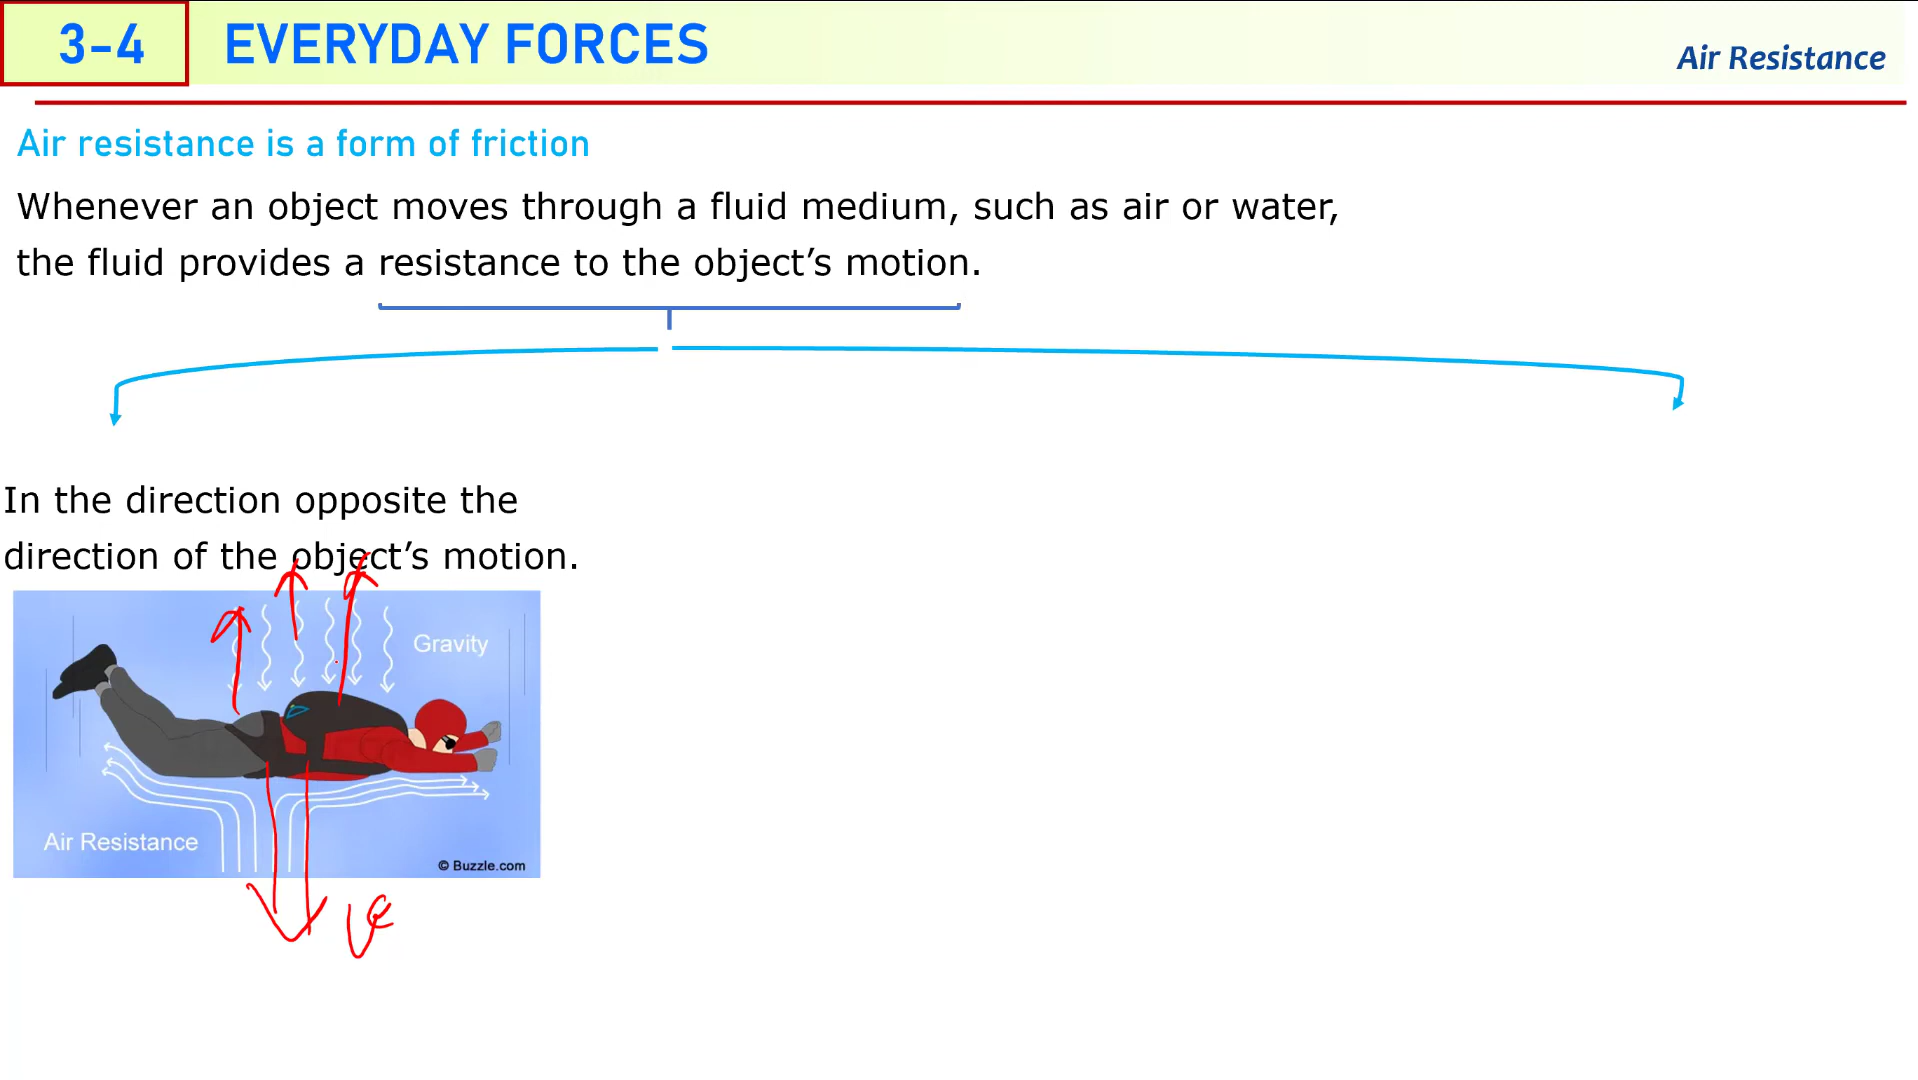 3-4
EVERYDAY FORCES
Air Resistance
Air resistance is a form of friction
Whenever an object moves through a fluid medium, such as air or water,
the fluid provides a resistance to the object’s motion.
In the direction opposite the
direction of the object’s motion.
Gravity
Air Resistance
© Buzzle.com